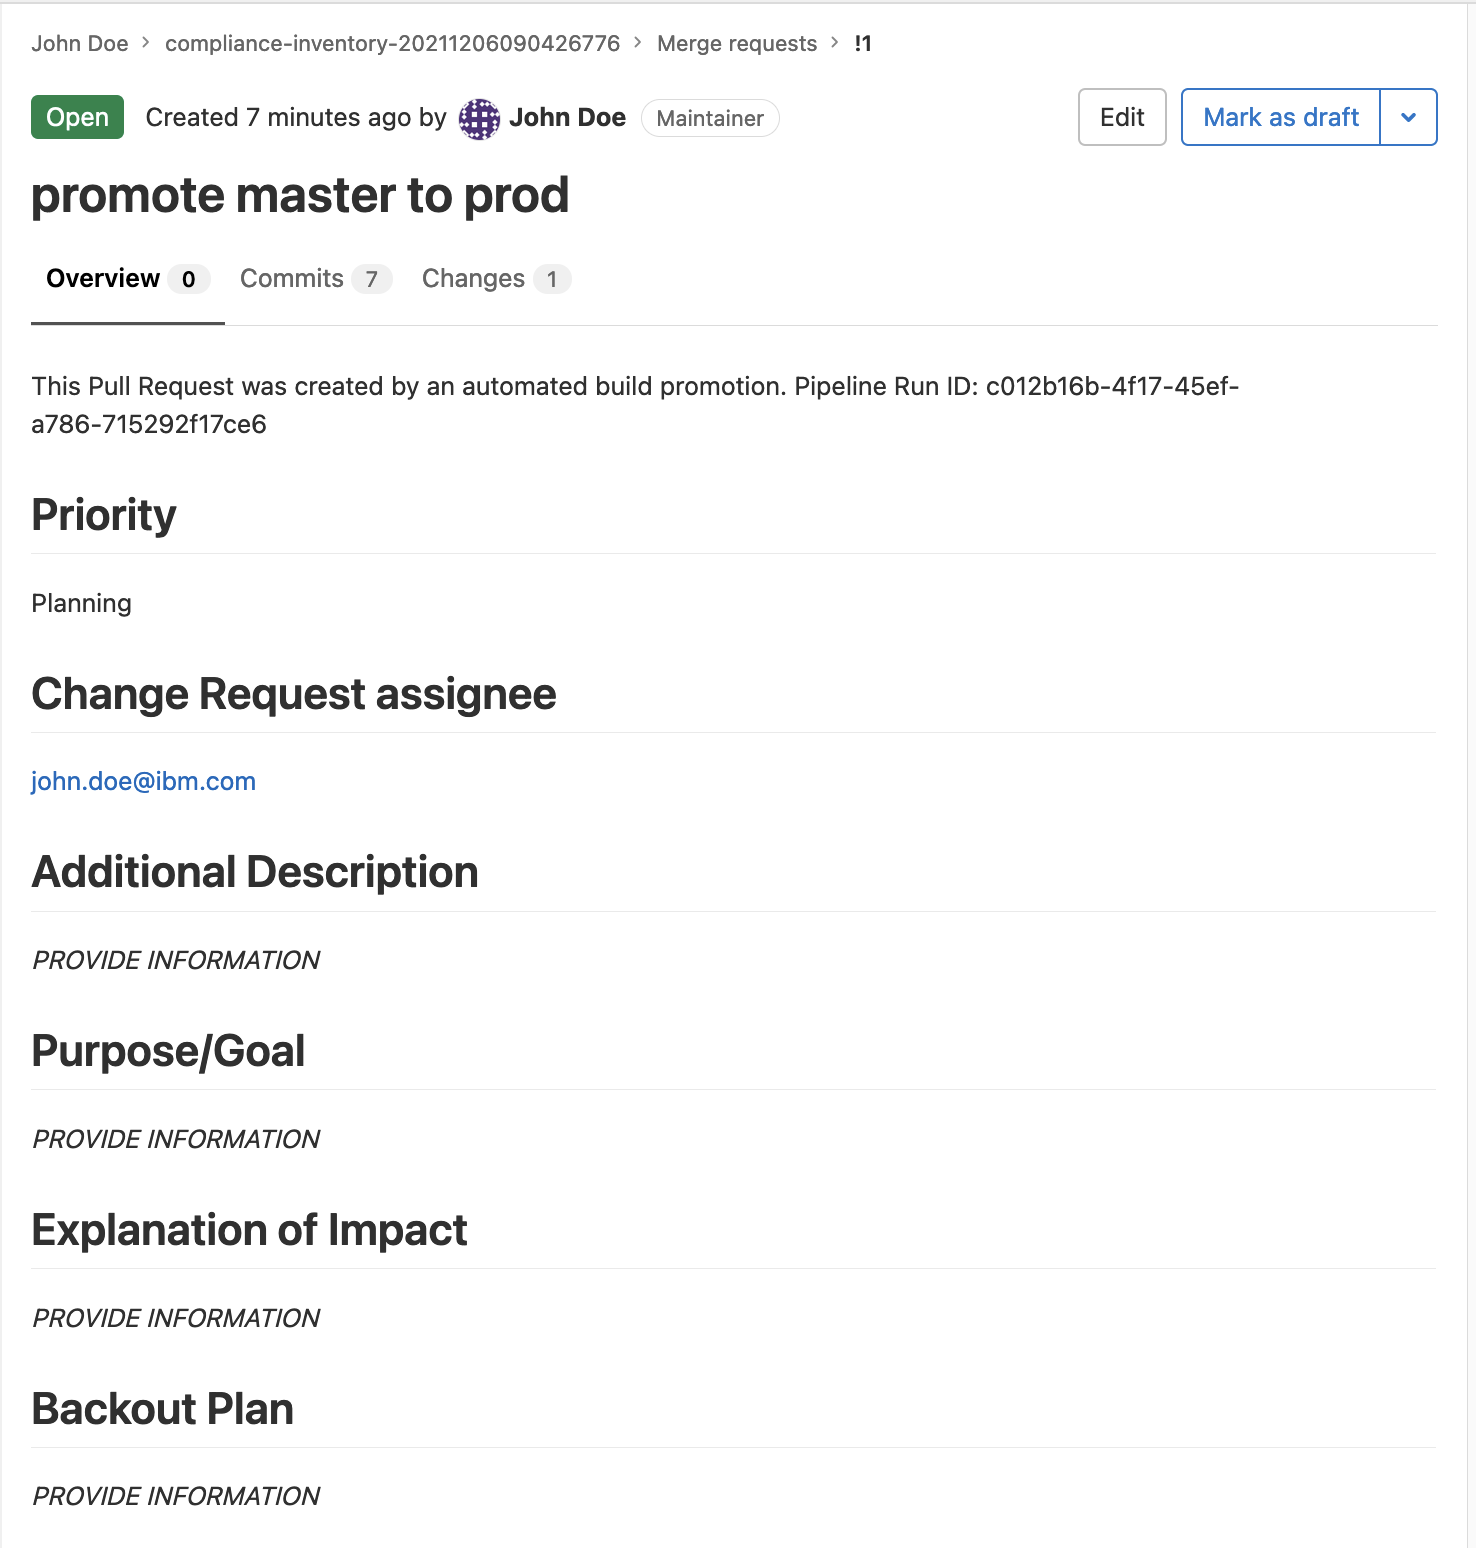 John Doe › compliance-inventory-20211206090426776 › Merge requests › !1
Open Created 7 minutes ago by John Doe Maintainer Edit Mark as draft
promote master to prod
Overview 0 Commits 7 Changes 1
This Pull Request was created by an automated build promotion. Pipeline Run ID: c012b16b-4f17-45ef-
a786-715292f17ce6
Priority
Planning
Change Request assignee
john.doe@ibm.com
Additional Description
PROVIDE INFORMATION
Purpose/Goal
PROVIDE INFORMATION
Explanation of Impact
PROVIDE INFORMATION
Backout Plan
PROVIDE INFORMATION